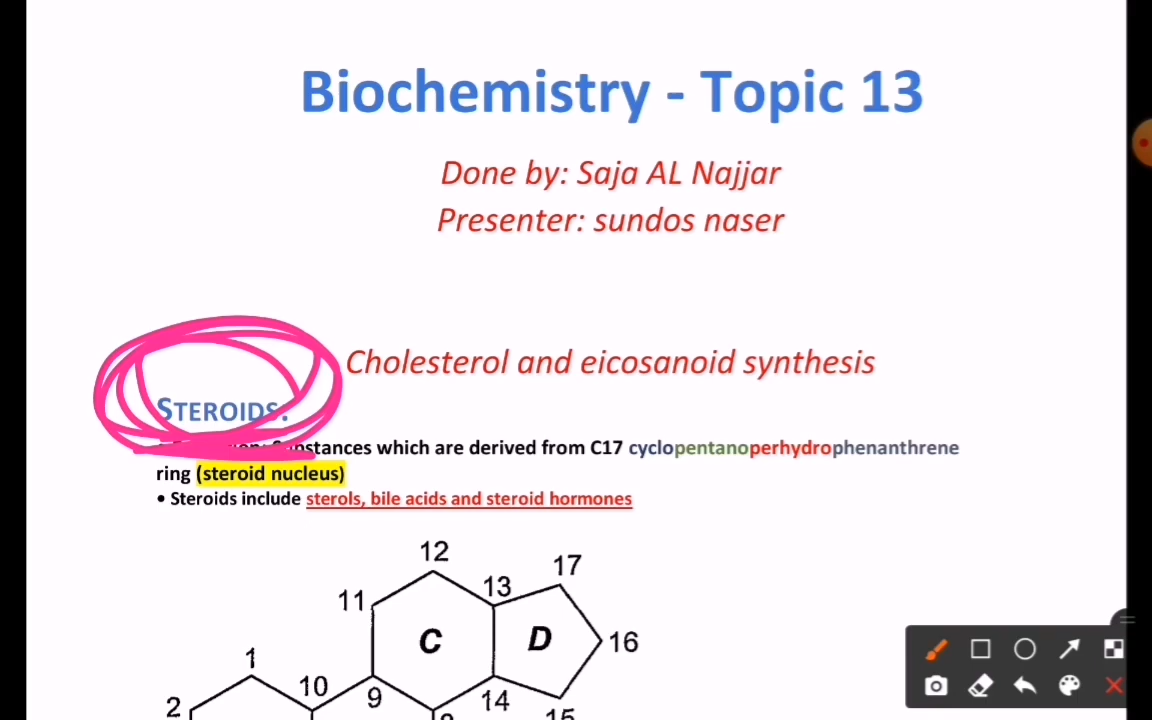 Biochemistry - Topic 13
Done by: Saja AL Najjar
Presenter: sundos naser
Cholesterol and eicosanoid synthesis
STEROIDS:
which are derived from C17 cyclopentanoperhydrophenanthrene
ring (steroid nucleus)
• Steroids include sterols, bile acids and steroid hormones
12
17
13
11
C
D
16
1
10
9
14
2
15